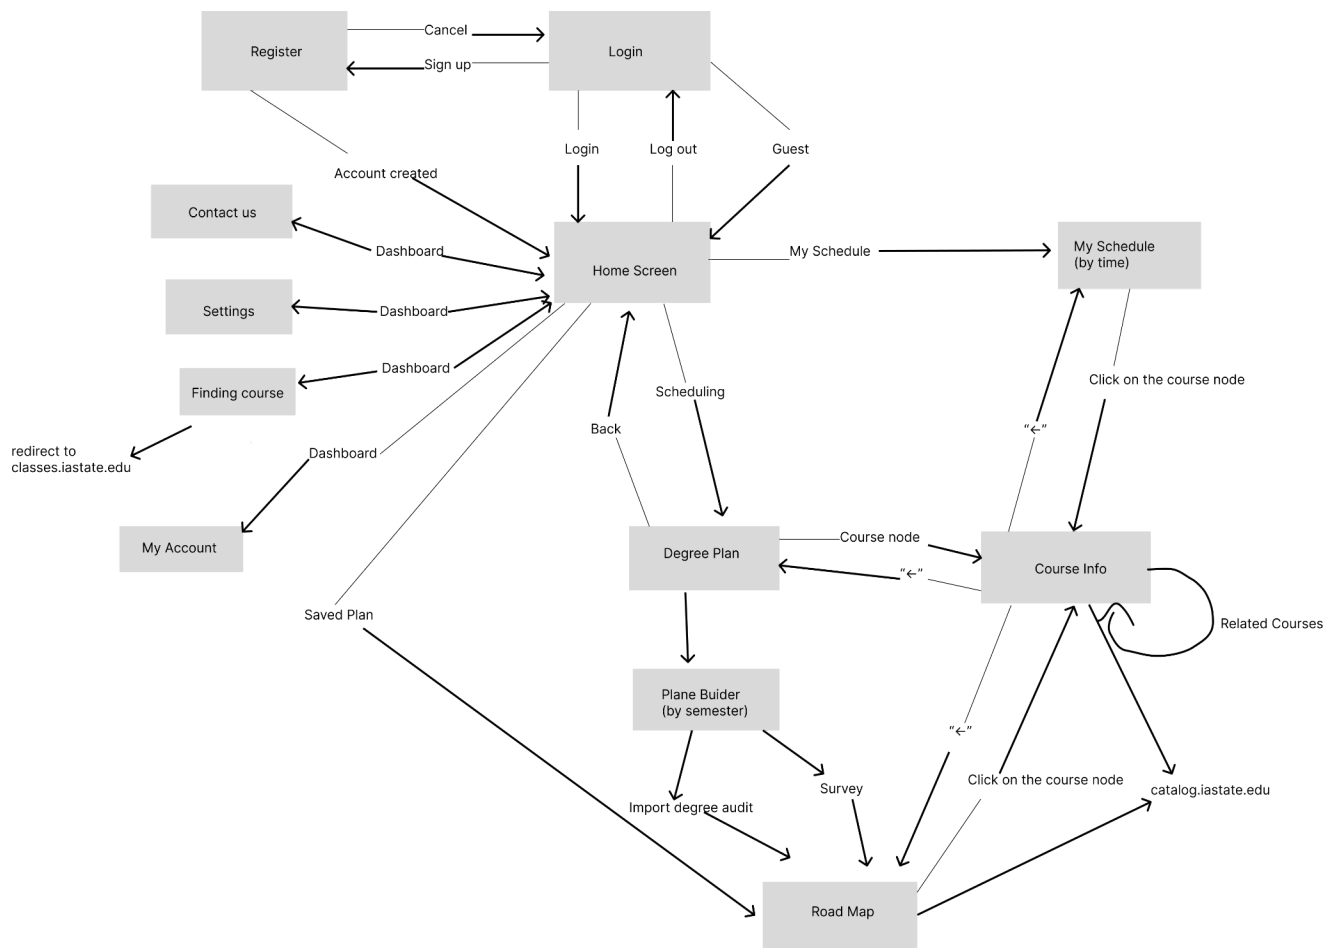 Register
Cancel
Login
Sign up
Login
Log out
Guest
Account created
Contact us
Dashboard
Home Screen
My Schedule
My Schedule
(by time)
Settings
Dashboard
Finding course
Dashboard
Scheduling
Click on the course node
Back
"←"
redirect to
classes.iastate.edu
Dashboard
My Account
Degree Plan
Course node
"←"
Course Info
Related Courses
Saved Plan
Plane Buider
(by semester)
"←"
Import degree audit
Survey
Click on the course node
catalog.iastate.edu
Road Map